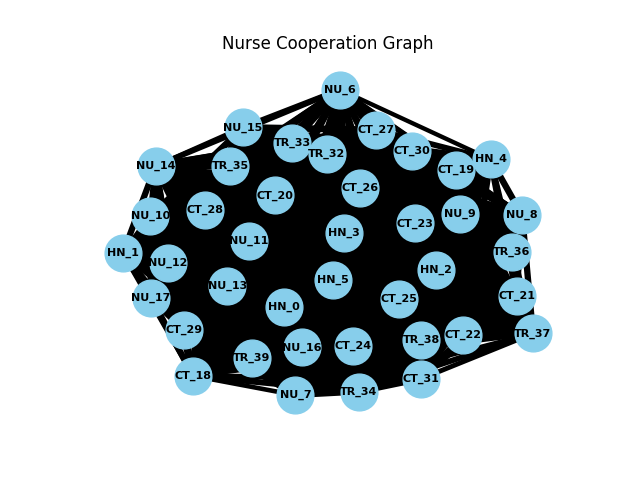 Nurse Cooperation Graph
NU_6
NU_15
CT_27
TR_33
CT_30
TR_32
HN_4
NU_14
TR_35
CT_19
CT_26
CT_20
CT_28
NU_10
NU_9
NU_8
CT_23
HN_3
NU_11
HN_1
TR_36
NU_12
HN_2
HN_5
NU_13
NU_17
CT_21
CT_25
HN_0
CT_29
TR_37
CT_22
TR_38
CT_24
NU_16
TR_39
CT_18
CT_31
TR_34
NU_7